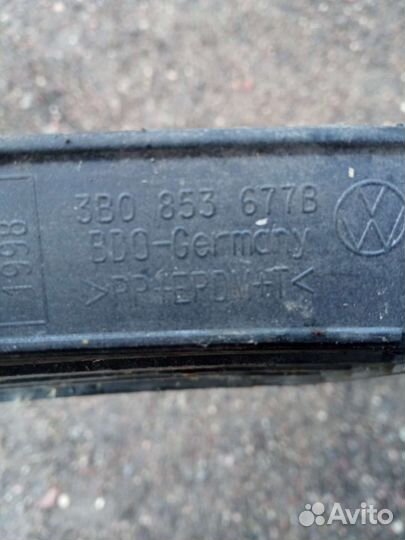 1998
3B0 853 677B
BDO-Germany
>PP+EPDM+T<
Avito